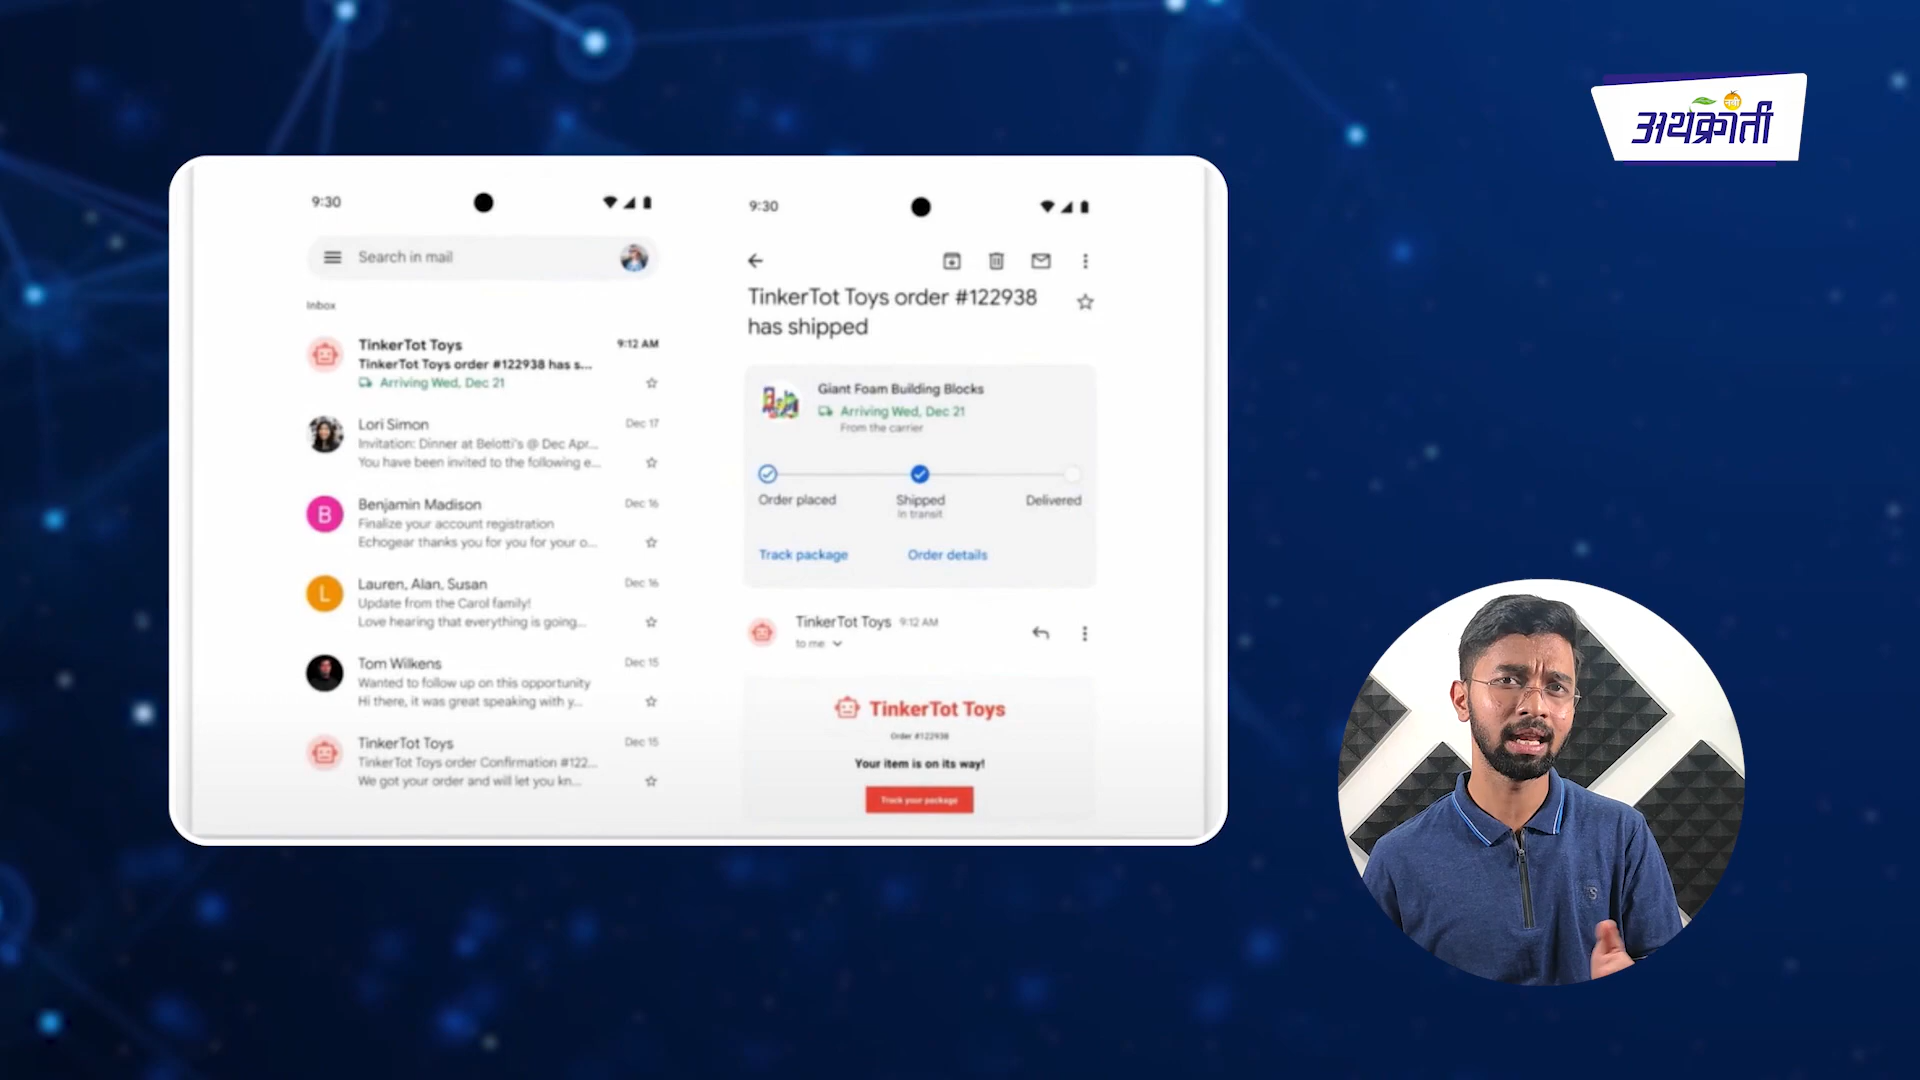 नवी
अर्थक्रांती
9:30
Search in mail
Inbox
TinkerTot Toys
9:12 AM
TinkerTot Toys order #122938 has s...
Arriving Wed, Dec 21
Lori Simon
Dec 17
Invitation: Dinner at Belotti's @ Dec Apr...
You have been invited to the following e...
B
Benjamin Madison
Dec 16
Finalize your account registration
Echogear thanks you for you for your o...
L
Lauren, Alan, Susan
Dec 16
Update from the Carol family!
Love hearing that everything is going...
Tom Wilkens
Dec 15
Wanted to follow up on this opportunity
Hi there, it was great speaking with y...
TinkerTot Toys
Dec 15
TinkerTot Toys order Confirmation #122...
We got your order and will let you kn...
9:30
TinkerTot Toys order #122938
has shipped
Giant Foam Building Blocks
Arriving Wed, Dec 21
From the carrier
Order placed
Shipped
Delivered
In transit
Track package
Order details
TinkerTot Toys 9:12 AM
to me
TinkerTot Toys
Order #122938
Your item is on its way!
Track your package